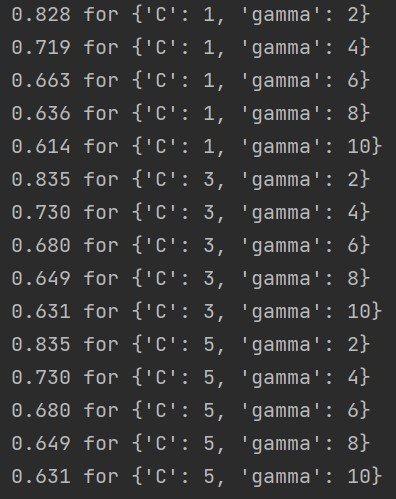 0.828 for {'C': 1, 'gamma': 2}
0.719 for {'C': 1, 'gamma': 4}
0.663 for {'C': 1, 'gamma': 6}
0.636 for {'C': 1, 'gamma': 8}
0.614 for {'C': 1, 'gamma': 10}
0.835 for {'C': 3, 'gamma': 2}
0.730 for {'C': 3, 'gamma': 4}
0.680 for {'C': 3, 'gamma': 6}
0.649 for {'C': 3, 'gamma': 8}
0.631 for {'C': 3, 'gamma': 10}
0.835 for {'C': 5, 'gamma': 2}
0.730 for {'C': 5, 'gamma': 4}
0.680 for {'C': 5, 'gamma': 6}
0.649 for {'C': 5, 'gamma': 8}
0.631 for {'C': 5, 'gamma': 10}